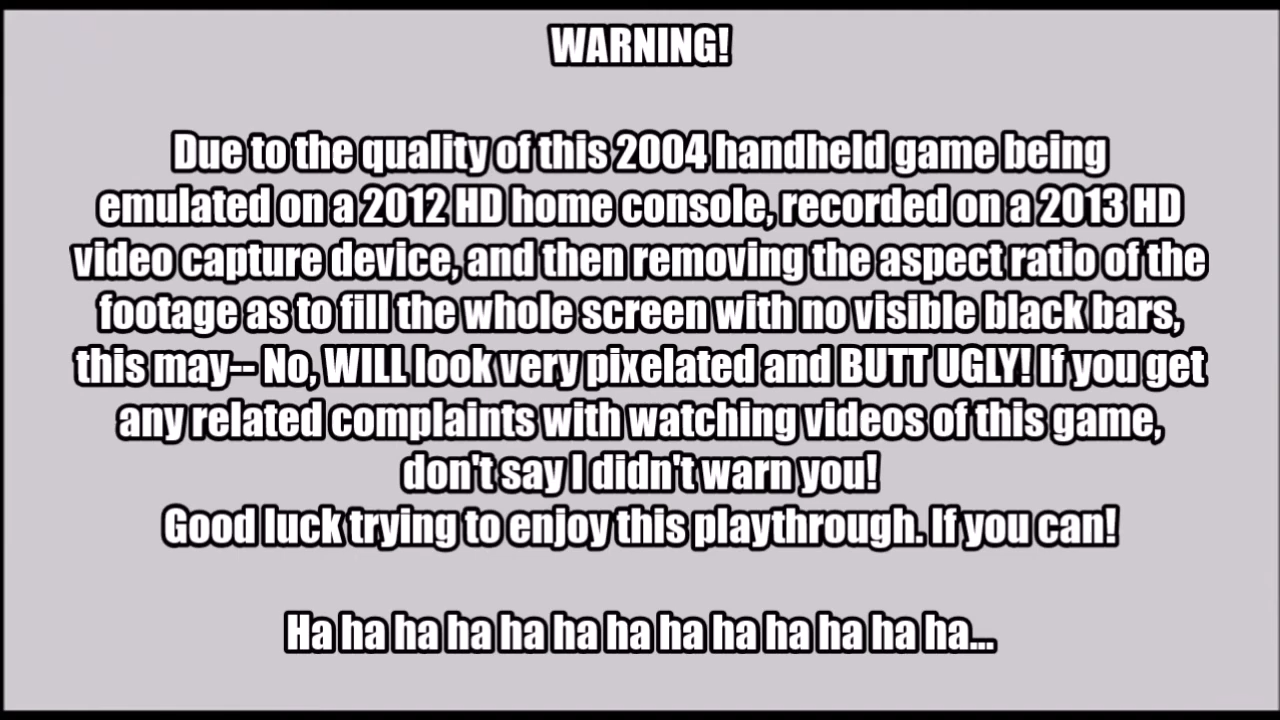 WARNING!
Due to the quality of this 2004 handheld game being
emulated on a 2012 HD home console, recorded on a 2013 HD
video capture device, and then removing the aspect ratio of the
footage as to fill the whole screen with no visible black bars,
this may-- No, WILL look very pixelated and BUTT UGLY! If you get
any related complaints with watching videos of this game,
don't say I didn't warn you!
Good luck trying to enjoy this playthrough. If you can!
Ha ha ha ha ha ha ha ha ha ha ha ha ha...